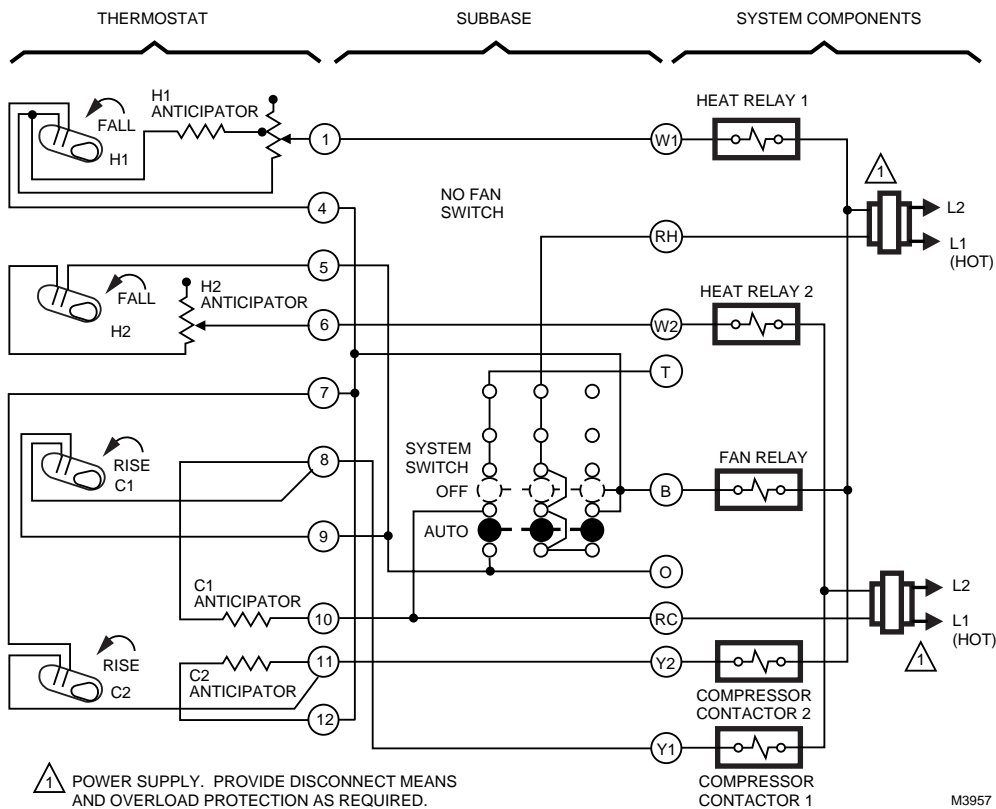 THERMOSTAT
SUBBASE
SYSTEM COMPONENTS
H1
ANTICIPATOR
FALL
H1
1
W1
HEAT RELAY 1
1
L2
L1
(HOT)
4
NO FAN
SWITCH
RH
5
FALL
H2
H2
ANTICIPATOR
6
W2
HEAT RELAY 2
T
7
RISE
C1
8
SYSTEM
SWITCH
OFF
AUTO
B
FAN RELAY
9
O
C1
ANTICIPATOR
10
RC
L2
L1
(HOT)
1
RISE
C2
C2
ANTICIPATOR
11
Y2
COMPRESSOR
CONTACTOR 2
12
Y1
COMPRESSOR
CONTACTOR 1
1 POWER SUPPLY. PROVIDE DISCONNECT MEANS
AND OVERLOAD PROTECTION AS REQUIRED.
M3957